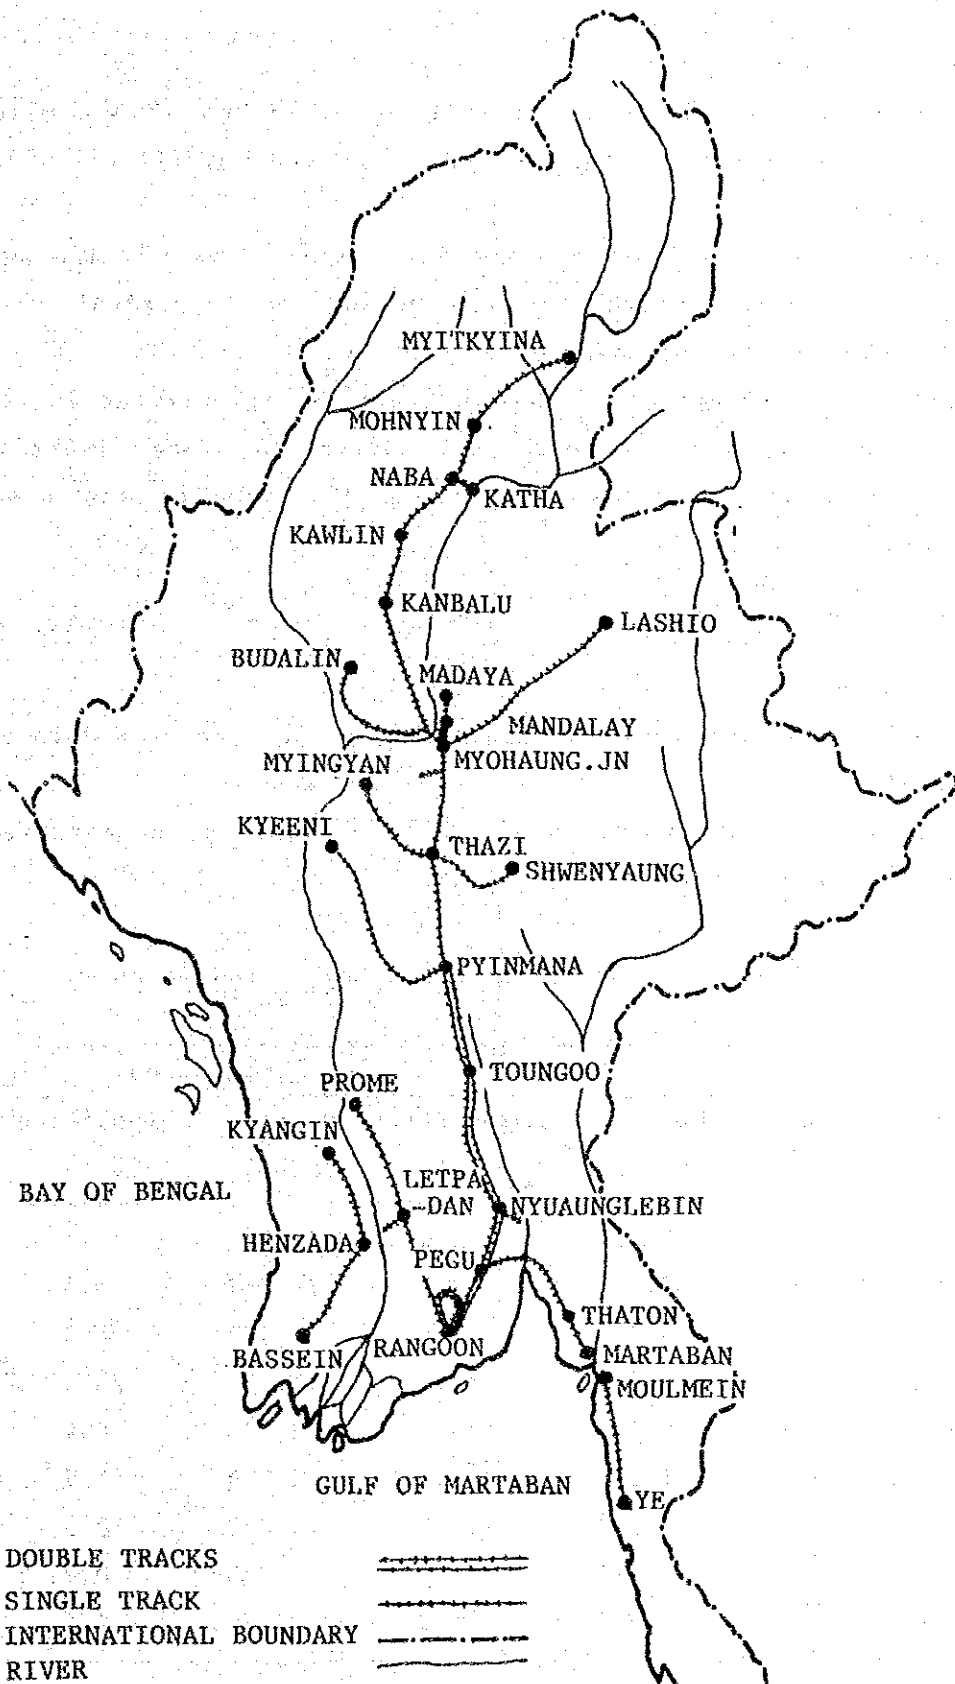 MYITKYINA
MOHNYIN
NABA
KATHA
KAWLIN
KANBALU
LASHIO
BUDALIN
MADAYA
MANDALAY
MYOHAUNG.JN
MYINGYAN
KYEENI
THAZI
SHWENYAUNG
PYINMANA
TOUNGOO
PROME
KYANGIN
LETPA
-DAN
BAY OF BENGAL
NYUAUNGLEBIN
HENZADA
PEGU
THATON
RANGOON
MARTABAN
BASSEIN
MOULMEIN
GULF OF MARTABAN
YE
DOUBLE TRACKS
SINGLE TRACK
INTERNATIONAL BOUNDARY
RIVER